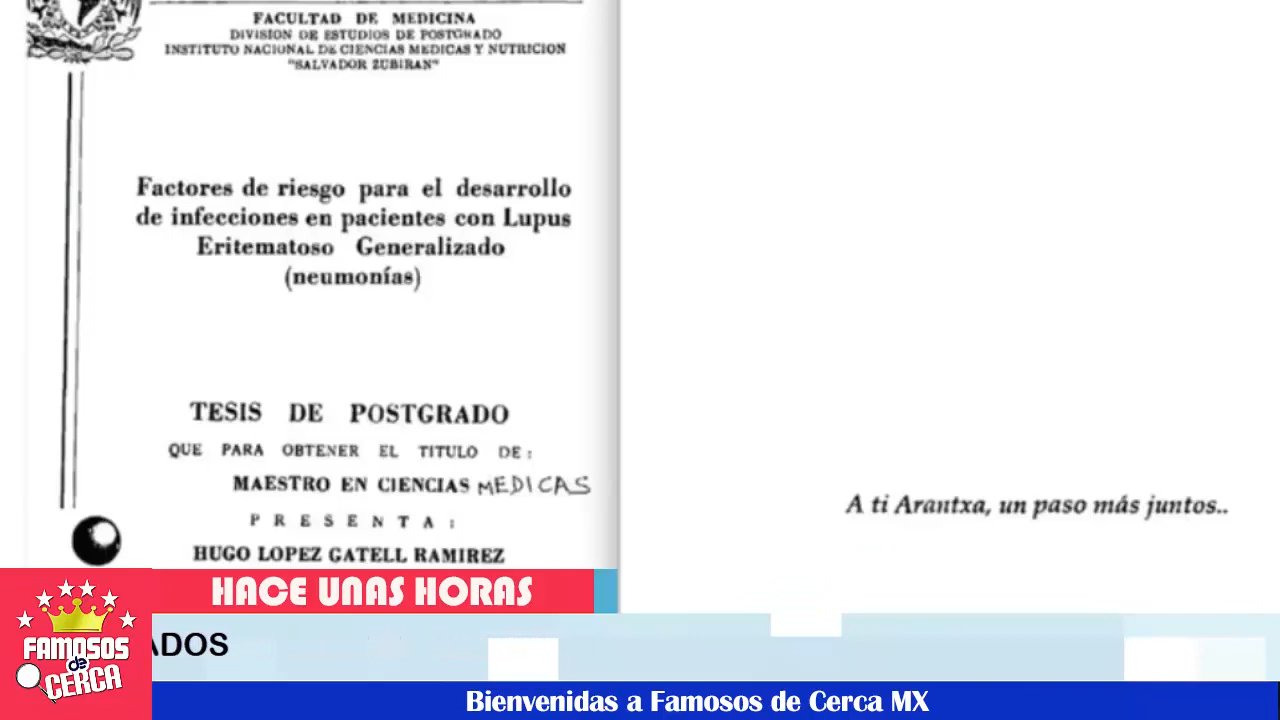 FACULTAD DE MEDICINA
DIVISION DE ESTUDIOS DE POSTGRADO
INSTITUTO NACIONAL DE CIENCIAS MEDICAS Y NUTRICION
"SALVADOR ZUBIRAN"
Factores de riesgo para el desarrollo
de infecciones en pacientes con Lupus
Eritematoso Generalizado
(neumonías)
TESIS DE POSTGRADO
QUE PARA OBTENER EL TITULO DE:
MAESTRO EN CIENCIAS MEDICAS
PRESENTA:
HUGO LOPEZ GATELL RAMIREZ
A ti Arantxa, un paso más juntos..
HACE UNAS HORAS
ADOS
FAMOSOS
de
CERCA
Bienvenidas a Famosos de Cerca MX